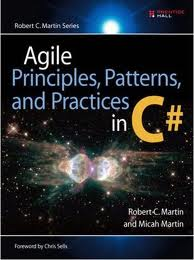 PRENTICE
HALL
Robert C. Martin Series
Agile
Principles, Patterns,
and Practices
in C#
Robert C. Martin
and Micah Martin
Foreword by Chris Sells